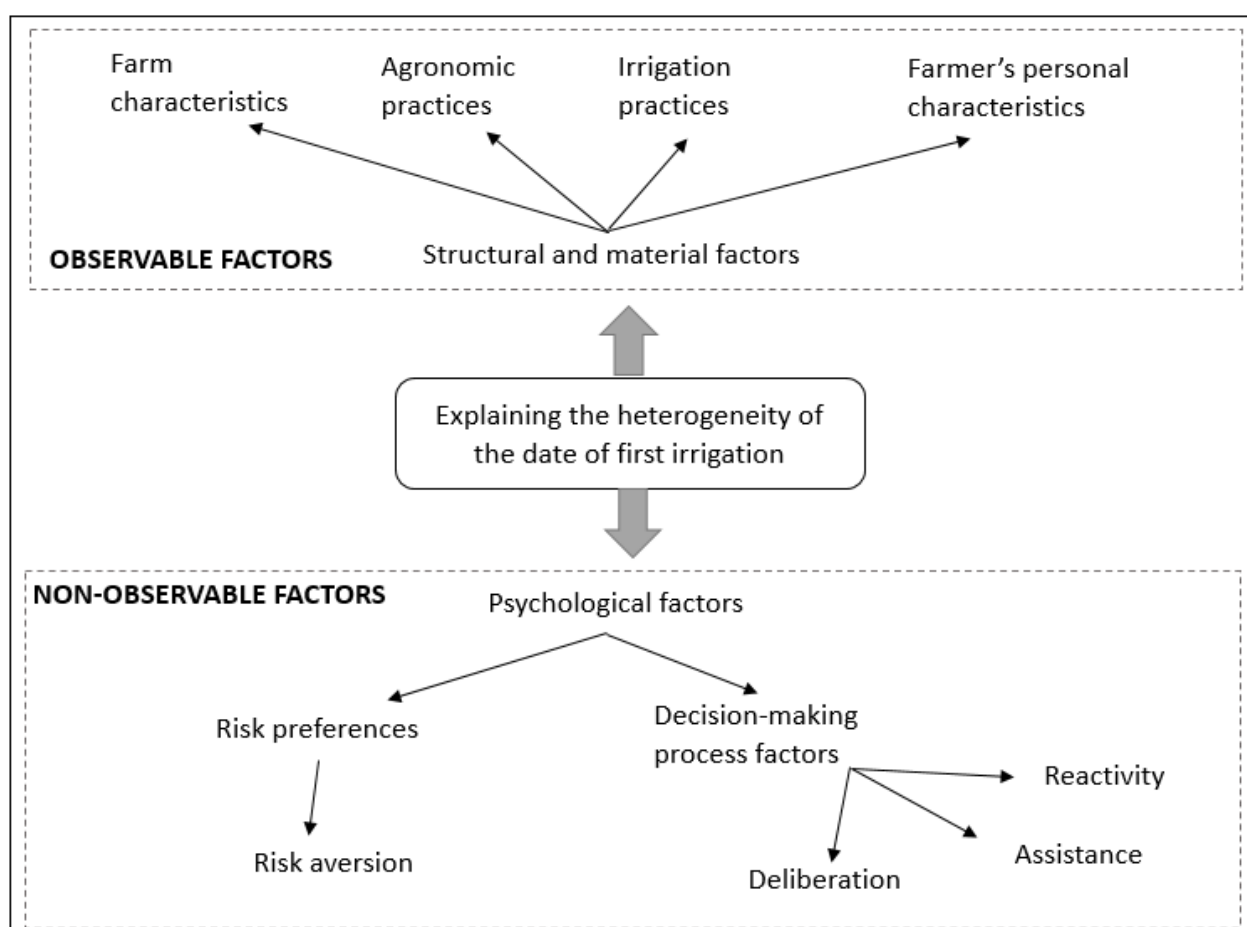 Farm
characteristics
Agronomic
practices
Irrigation
practices
Farmer’s personal
characteristics
OBSERVABLE FACTORS
Structural and material factors
Explaining the heterogeneity of
the date of first irrigation
NON-OBSERVABLE FACTORS
Psychological factors
Risk preferences
Decision-making
process factors
Reactivity
Risk aversion
Assistance
Deliberation